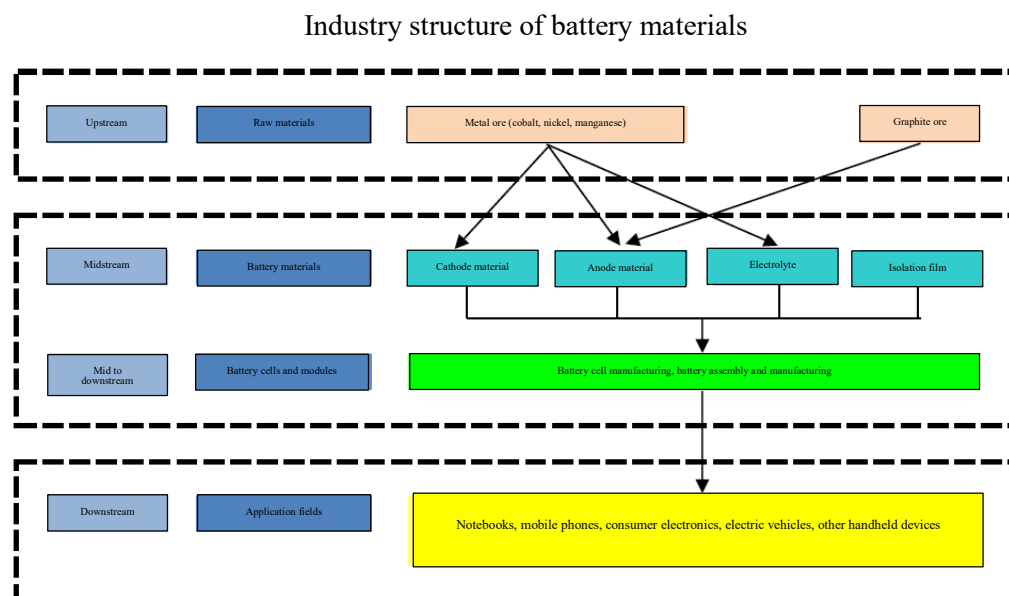 Industry structure of battery materials
Upstream
Raw materials
Metal ore (cobalt, nickel, manganese)
Graphite ore
Midstream
Battery materials
Cathode material
Anode material
Electrolyte
Isolation film
Mid to
downstream
Battery cells and modules
Battery cell manufacturing, battery assembly and manufacturing
Downstream
Application fields
Notebooks, mobile phones, consumer electronics, electric vehicles, other handheld devices